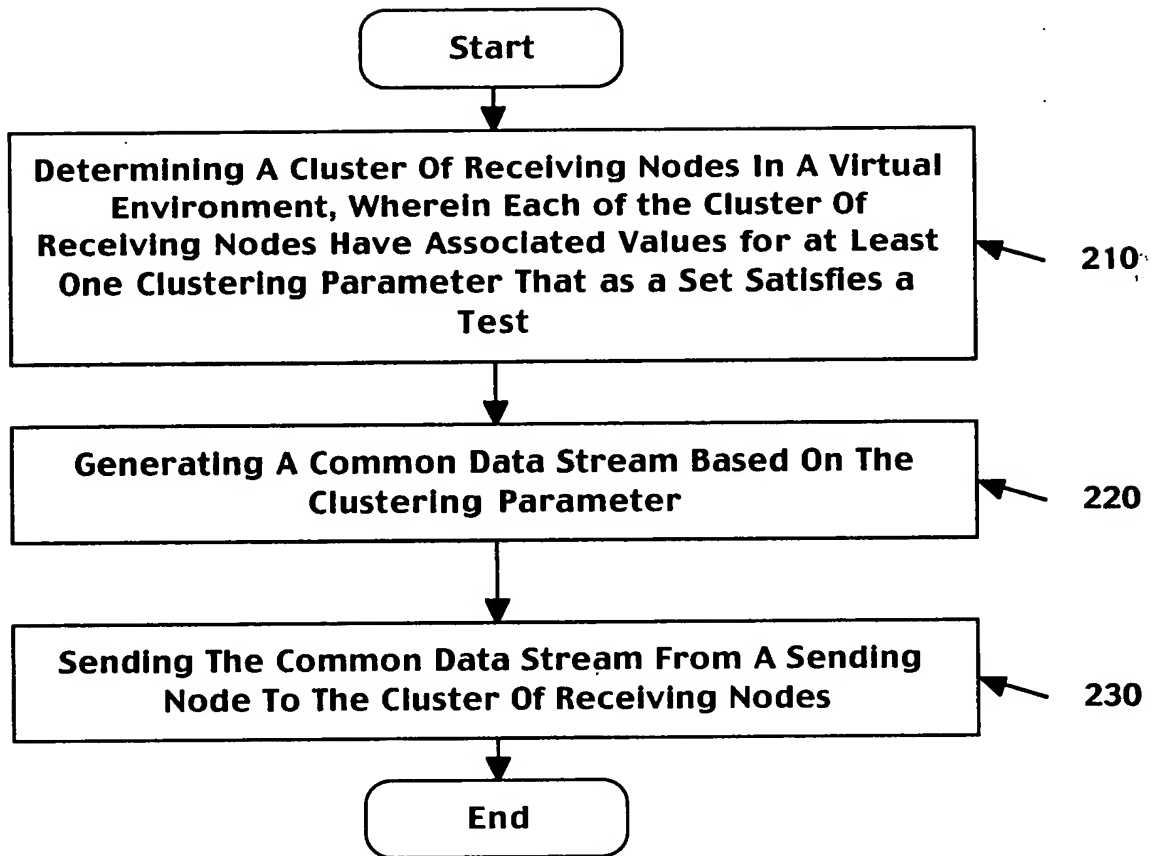 Start
Determining A Cluster Of Receiving Nodes In A Virtual
Environment, Wherein Each of the Cluster Of
Receiving Nodes Have Associated Values for at Least
One Clustering Parameter That as a Set Satisfies a
Test
210
Generating A Common Data Stream Based On The
Clustering Parameter
220
Sending The Common Data Stream From A Sending
Node To The Cluster Of Receiving Nodes
230
End